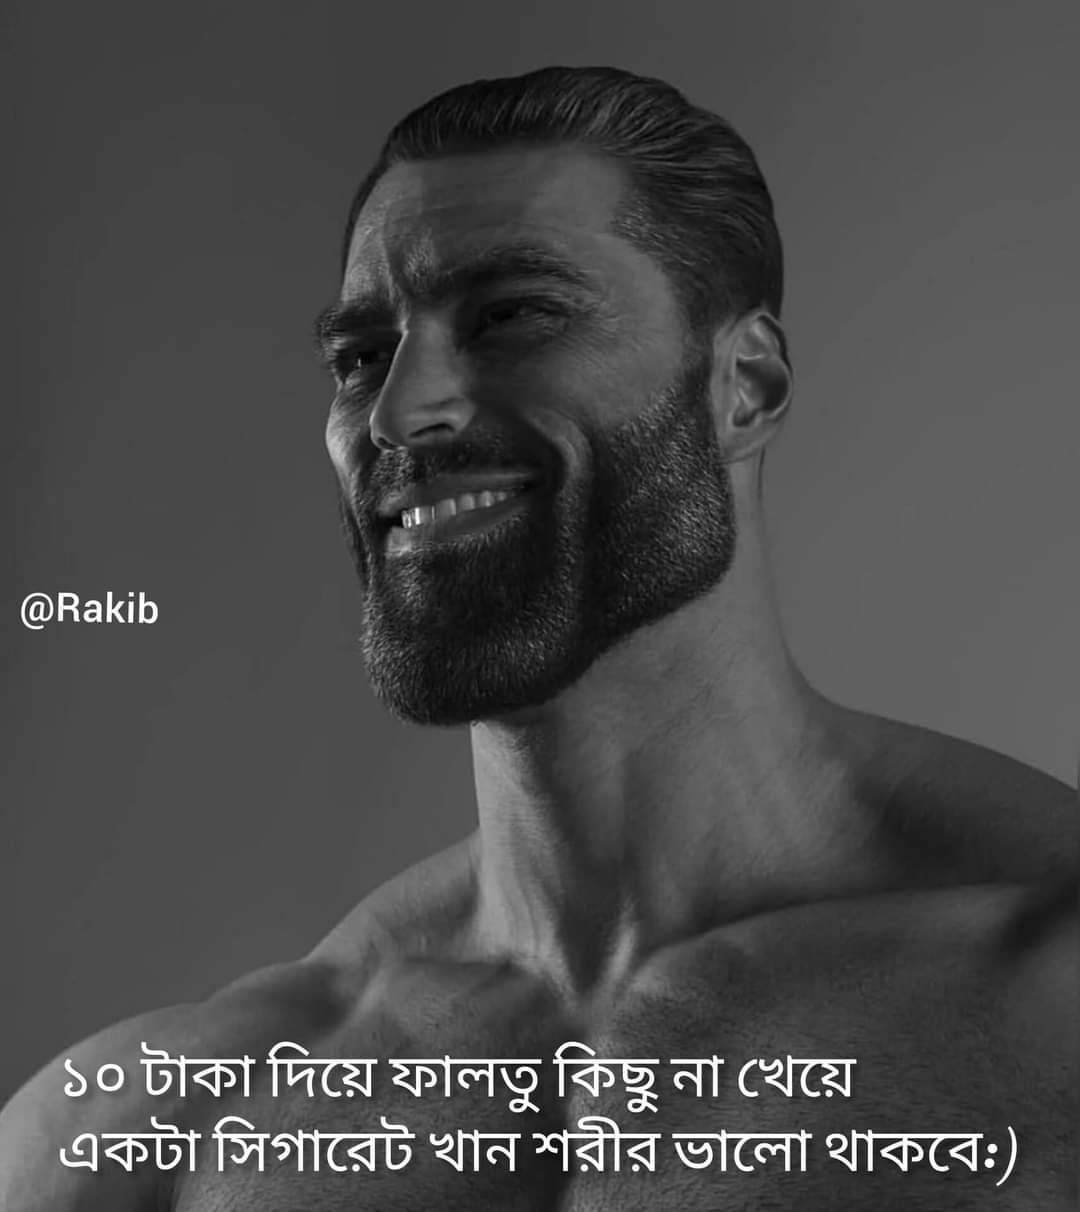 @Rakib
১০ টাকা দিয়ে ফালতু কিছু না খেয়ে
একটা সিগারেট খান শরীর ভালো থাকবে:)